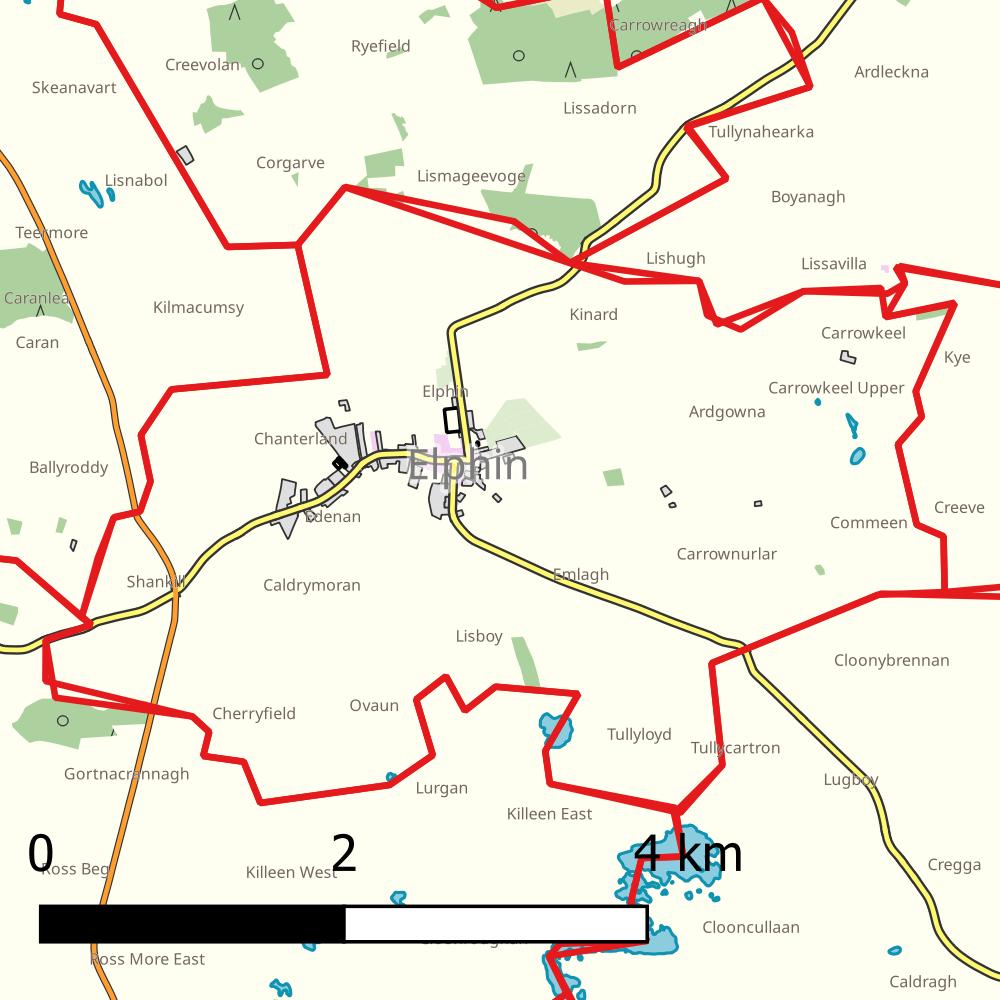 Carrowreagh
Ryefield
Creevolan
Ardleckna
Skeanavart
Lissadorn
Tullynahearka
Corgarve
Lismageevoge
Lisnabol
Boyanagh
Teermore
Lishugh
Lissavilla
Caranlea
Kilmacumsy
Kinard
Carrowkeel
Caran
Kye
Carrowkeel Upper
Elphin
Ardgowna
Chanterland
Elphin
Ballyroddy
Creeve
Edenan
Commeen
Carrownurlar
Emlagh
Shankill
Caldrymoran
Lisboy
Cloonybrennan
Ovaun
Cherryfield
Tullyloyd
Tullycartron
Gortnacrannagh
Lugboy
Lurgan
Killeen East
0 2 4 km
Ross Beg
Killeen West
Cregga
Clooncullaan
Ross More East
Caldragh